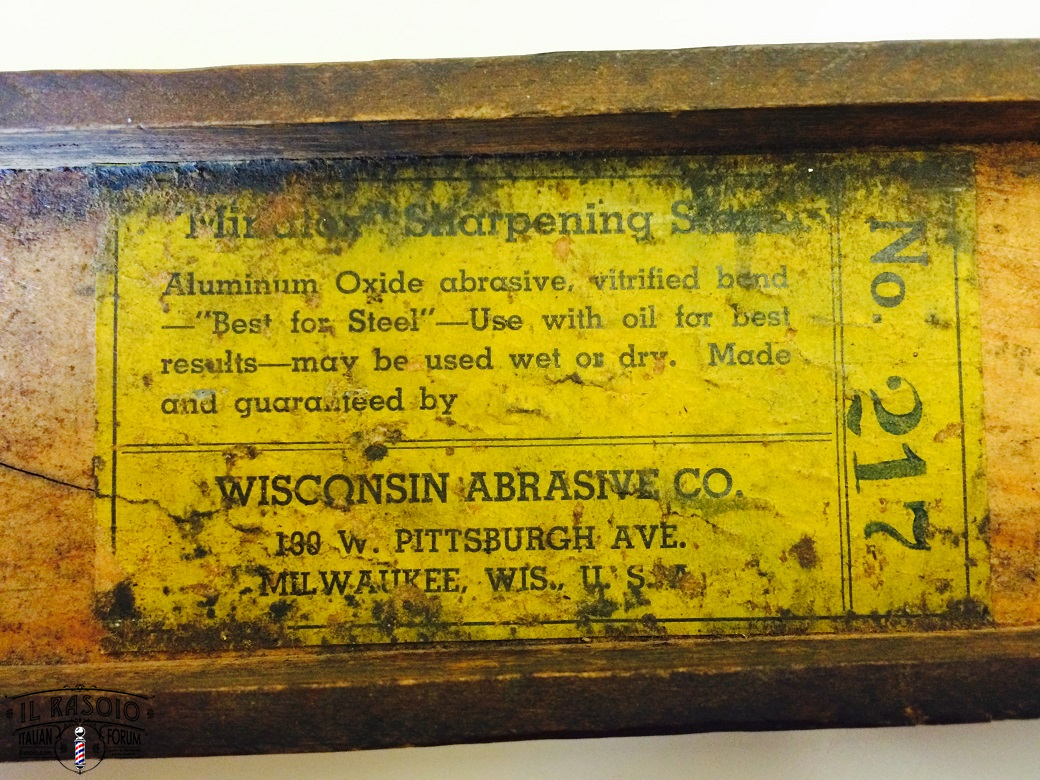 Sharpening
Aluminum Oxide abrasive, vitrified bond
—"Best for Steel"—Use with oil for best
results—may be used wet or dry. Made
and guaranteed by
WISCONSIN ABRASIVE CO.
W. PITTSBURGH AVE.
MILWAUKEE, WIS., U. S. A.
No. 217
IL RASOIO
ITALIAN FORUM